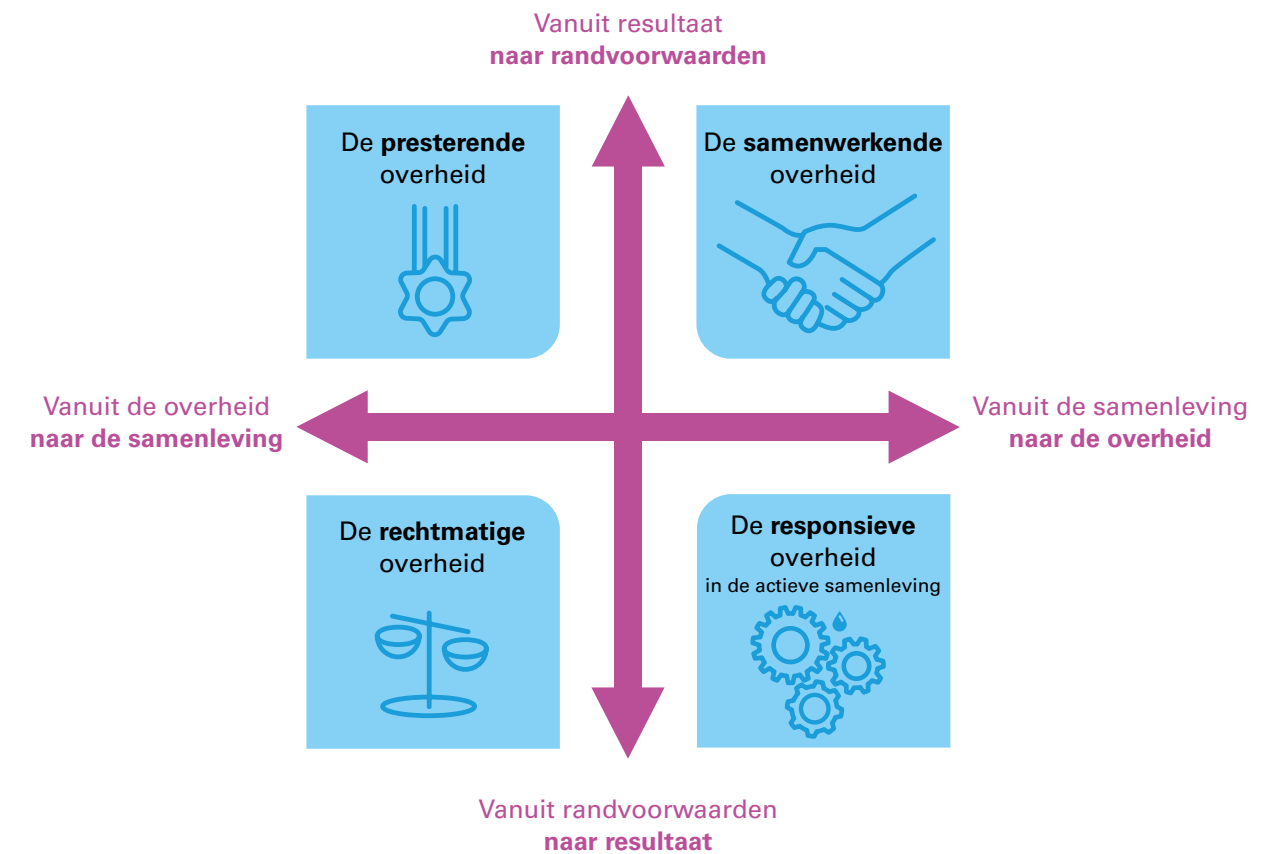 Vanuit resultaat
naar randvoorwaarden
De presterende
overheid
De samenwerkende
overheid
Vanuit de overheid
naar de samenleving
Vanuit de samenleving
naar de overheid
De rechtmatige
overheid
De responsieve
overheid
in de actieve samenleving
Vanuit randvoorwaarden
naar resultaat